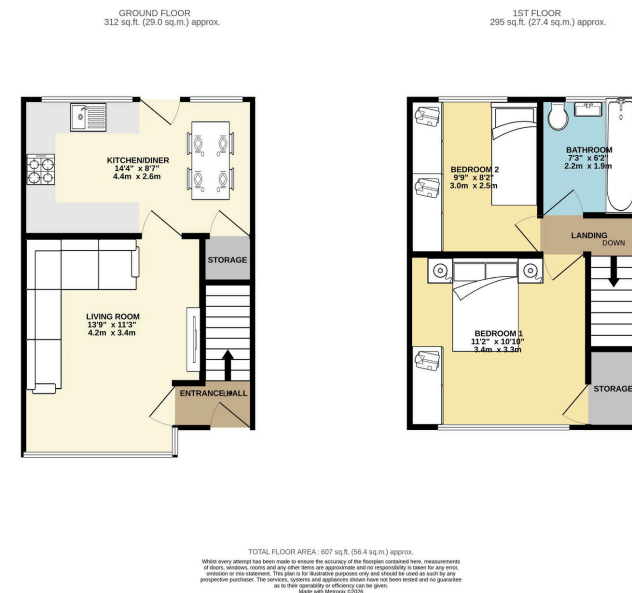 GROUND FLOOR
312 sq.ft. (29.0 sq.m.) approx.
KITCHEN/DINER
14'4" x 8'7"
4.4m x 2.6m
STORAGE
LIVING ROOM
13'9" x 11'3"
4.2m x 3.4m
ENTRANCE HALL
1ST FLOOR
295 sq.ft. (27.4 sq.m.) approx.
BEDROOM 2
9'9" x 8'2"
3.0m x 2.5m
BATHROOM
7'3" x 6'2"
2.2m x 1.9m
LANDING
DOWN
BEDROOM 1
11'2" x 10'10"
3.4m x 3.3m
STORAGE
TOTAL FLOOR AREA : 607 sq.ft. (56.4 sq.m.) approx.
Whilst every attempt has been made to ensure the accuracy of the floorplan contained here, measurements
of doors, windows, rooms and any other items are approximate and no responsibility is taken for any error,
omission or mis-statement. This plan is for illustrative purposes only and should be used as such by any
prospective purchaser. The services, systems and appliances shown have not been tested and no guarantee
as to their operability or efficiency can be given.
Made with Metropix ©2026